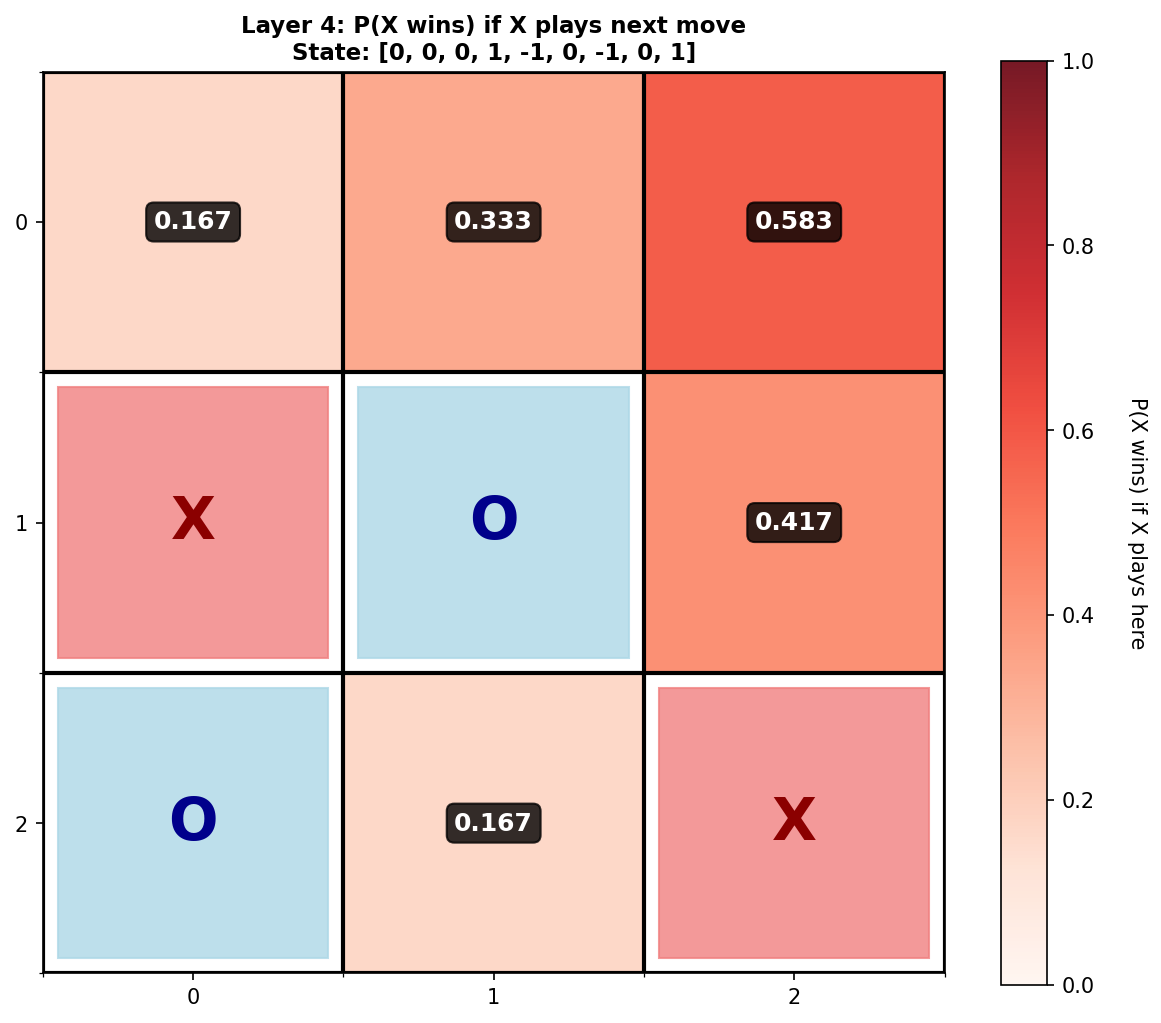 Layer 4: P(X wins) if X plays next move
State: [0, 0, 0, 1, -1, 0, -1, 0, 1]
0
0.167
0.333
0.583
1
X
O
0.417
2
O
0.167
X
0
1
2
1.0
0.8
0.6
0.4
0.2
0.0
P(X wins) if X plays here